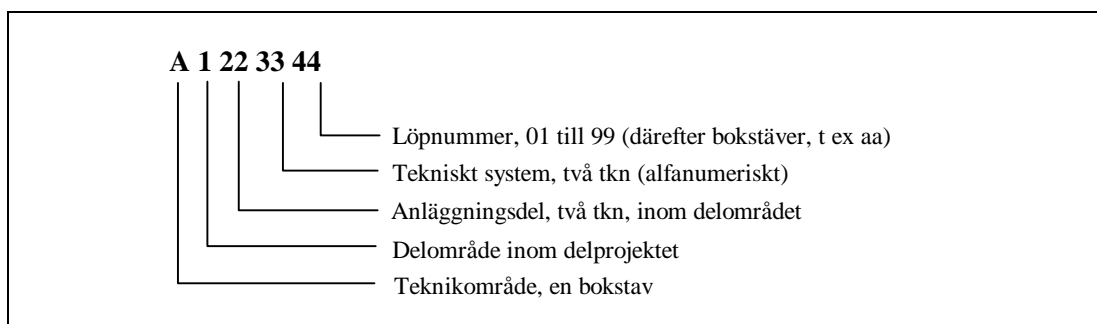 A 1 22 33 44
Löpnummer, 01 till 99 (därefter bokstäver, t ex aa)
Tekniskt system, två tkn (alfanumeriskt)
Anläggningsdel, två tkn, inom delområdet
Delområde inom delprojektet
Teknikområde, en bokstav